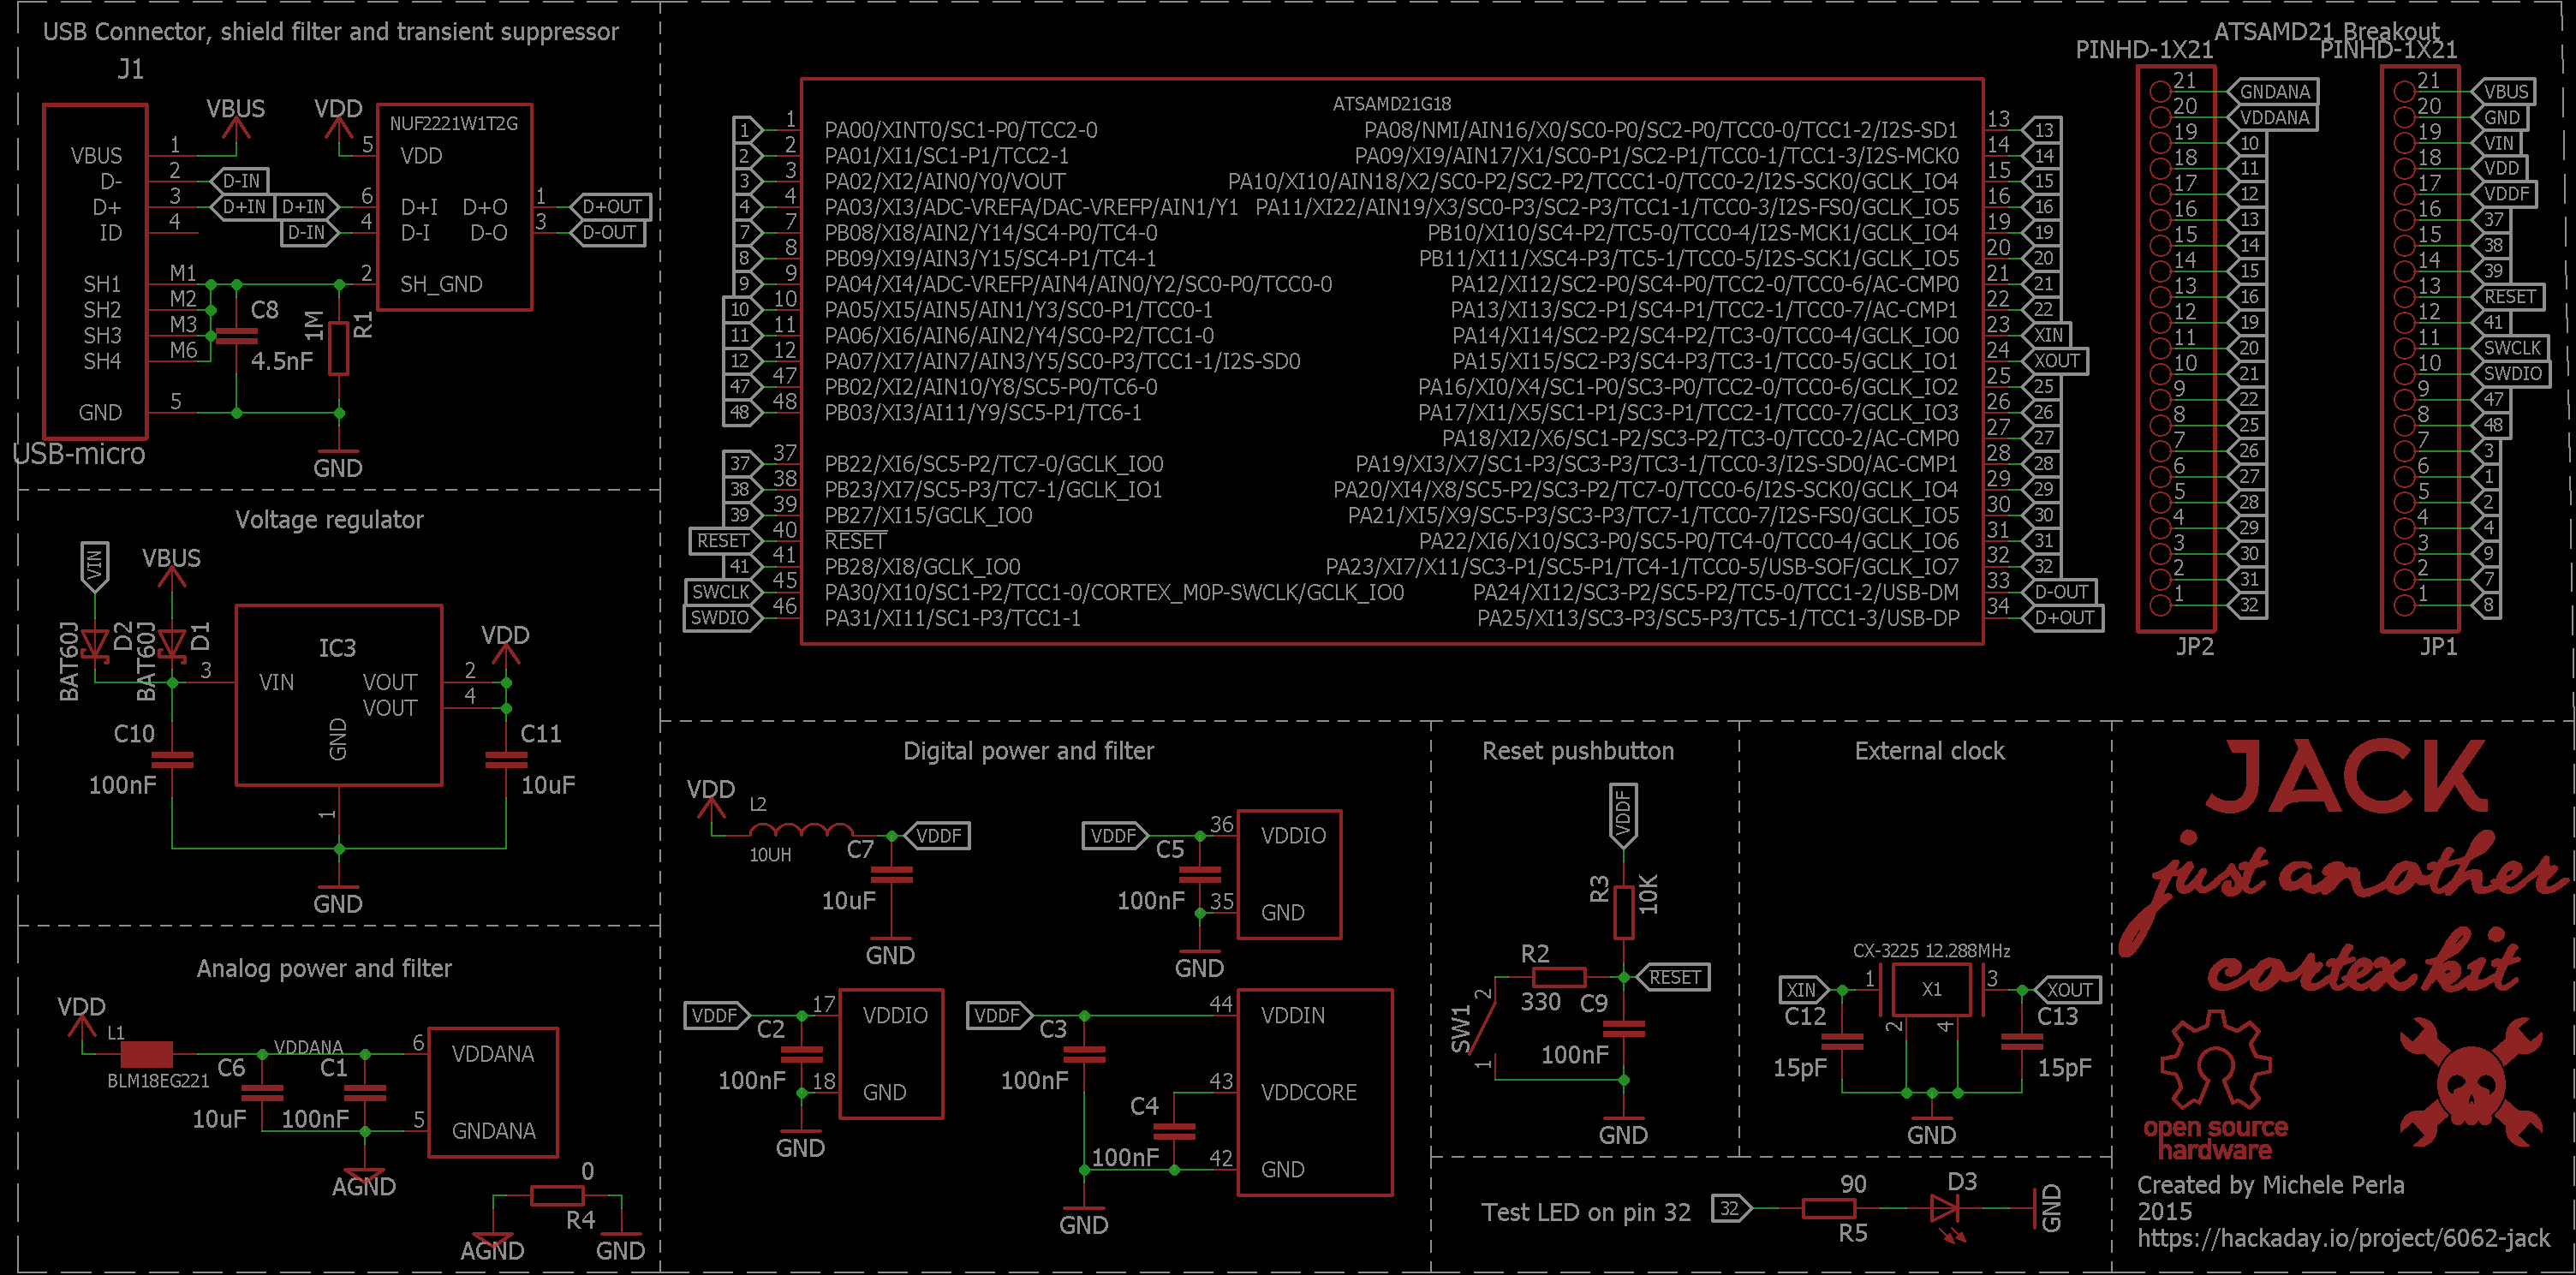 USB Connector, shield filter and transient suppressor
J1
VBUS
VDD
NUF2221W1T2G
VBUS 1
D- 2 D-IN
D+ 3 D+IN
ID 4
5 VDD
D+IN 6 D+I D+O 1 D+OUT
D-IN 4 D-I D-O 3 D-OUT
2 SH_GND
SH1 M1
SH2 M2
SH3 M3
SH4 M6
C8
4.5nF
1M
R1
GND 5
USB-micro
GND
Voltage regulator
VIN
VBUS
BAT60J
D2
BAT60J
D1
IC3
VDD
3 VIN VOUT 2
VOUT 4
GND
1
C10
100nF
C11
10uF
GND
Analog power and filter
VDD
L1
BLM18EG221
VDDANA
6 VDDANA
C6
10uF
C1
100nF
5 GNDANA
AGND
0
R4
AGND
GND
ATSAMD21G18
1 1 PA00/XINT0/SC1-P0/TCC2-0
2 2 PA01/XI1/SC1-P1/TCC2-1
3 3 PA02/XI2/AIN0/Y0/VOUT
4 4 PA03/XI3/ADC-VREFA/DAC-VREFP/AIN1/Y1
7 7 PB08/XI8/AIN2/Y14/SC4-P0/TC4-0
8 8 PB09/XI9/AIN3/Y15/SC4-P1/TC4-1
9 9 PA04/XI4/ADC-VREFP/AIN4/AIN0/Y2/SC0-P0/TCC0-0
10 10 PA05/XI5/AIN5/AIN1/Y3/SC0-P1/TCC0-1
11 11 PA06/XI6/AIN6/AIN2/Y4/SC0-P2/TCC1-0
12 12 PA07/XI7/AIN7/AIN3/Y5/SC0-P3/TCC1-1/I2S-SD0
47 47 PB02/XI2/AIN10/Y8/SC5-P0/TC6-0
48 48 PB03/XI3/AI11/Y9/SC5-P1/TC6-1
37 37 PB22/XI6/SC5-P2/TC7-0/GCLK_IO0
38 38 PB23/XI7/SC5-P3/TC7-1/GCLK_IO1
39 39 PB27/XI15/GCLK_IO0
RESET 40 RESET
41 41 PB28/XI8/GCLK_IO0
SWCLK 45 PA30/XI10/SC1-P2/TCC1-0/CORTEX_M0P-SWCLK/GCLK_IO0
SWDIO 46 PA31/XI11/SC1-P3/TCC1-1
PA08/NMI/AIN16/X0/SC0-P0/SC2-P0/TCC0-0/TCC1-2/I2S-SD1 13 13
PA09/XI9/AIN17/X1/SC0-P1/SC2-P1/TCC0-1/TCC1-3/I2S-MCK0 14 14
PA10/XI10/AIN18/X2/SC0-P2/SC2-P2/TCCC1-0/TCC0-2/I2S-SCK0/GCLK_IO4 15 15
PA11/XI22/AIN19/X3/SC0-P3/SC2-P3/TCC1-1/TCC0-3/I2S-FS0/GCLK_IO5 16 16
PB10/XI10/SC4-P2/TC5-0/TCC0-4/I2S-MCK1/GCLK_IO4 19 19
PB11/XI11/XSC4-P3/TC5-1/TCC0-5/I2S-SCK1/GCLK_IO5 20 20
PA12/XI12/SC2-P0/SC4-P0/TCC2-0/TCC0-6/AC-CMP0 21 21
PA13/XI13/SC2-P1/SC4-P1/TCC2-1/TCC0-7/AC-CMP1 22 22
PA14/XI14/SC2-P2/SC4-P2/TC3-0/TCC0-4/GCLK_IO0 23 XIN
PA15/XI15/SC2-P3/SC4-P3/TC3-1/TCC0-5/GCLK_IO1 24 XOUT
PA16/XI0/X4/SC1-P0/SC3-P0/TCC2-0/TCC0-6/GCLK_IO2 25 25
PA17/XI1/X5/SC1-P1/SC3-P1/TCC2-1/TCC0-7/GCLK_IO3 26 26
PA18/XI2/X6/SC1-P2/SC3-P2/TC3-0/TCC0-2/AC-CMP0 27 27
PA19/XI3/X7/SC1-P3/SC3-P3/TC3-1/TCC0-3/I2S-SD0/AC-CMP1 28 28
PA20/XI4/X8/SC5-P2/SC3-P2/TC7-0/TCC0-6/I2S-SCK0/GCLK_IO4 29 29
PA21/XI5/X9/SC5-P3/SC3-P3/TC7-1/TCC0-7/I2S-FS0/GCLK_IO5 30 30
PA22/XI6/X10/SC3-P0/SC5-P0/TC4-0/TCC0-4/GCLK_IO6 31 31
PA23/XI7/X11/SC3-P1/SC5-P1/TC4-1/TCC0-5/USB-SOF/GCLK_IO7 32 32
PA24/XI12/SC3-P2/SC5-P2/TC5-0/TCC1-2/USB-DM 33 D-OUT
PA25/XI13/SC3-P3/SC5-P3/TC5-1/TCC1-3/USB-DP 34 D+OUT
ATSAMD21 Breakout
PINHD-1X21
21 GNDANA
20 VDDANA
19 10
18 11
17 12
16 13
15 14
14 15
13 16
12 19
11 20
10 21
9 22
8 25
7 26
6 27
5 28
4 29
3 30
2 31
1 32
JP2
PINHD-1X21
21 VBUS
20 GND
19 VIN
18 VDD
17 VDDF
16 37
15 38
14 39
13 RESET
12 41
11 SWCLK
10 SWDIO
9 47
8 48
7 3
6 1
5 2
4 4
3 9
2 7
1 8
JP1
Digital power and filter
VDD
L2
10UH
C7
VDDF
10uF
GND
VDDF
C5
100nF
36 VDDIO
35 GND
GND
VDDF
C2
100nF
17 VDDIO
18 GND
GND
VDDF
C3
100nF
44 VDDIN
43 VDDCORE
C4
100nF
42 GND
GND
Reset pushbutton
VDDF
R3
10K
R2
330
RESET
C9
100nF
SW1
2
1
GND
External clock
CX-3225 12.288MHz
XIN 1 X1 3 XOUT
2 4
C12
15pF
C13
15pF
GND
Test LED on pin 32
32
90
R5
D3
GND
JACK
just another
cortex kit
open source
hardware
Created by Michele Perla
2015
https://hackaday.io/project/6062-jack